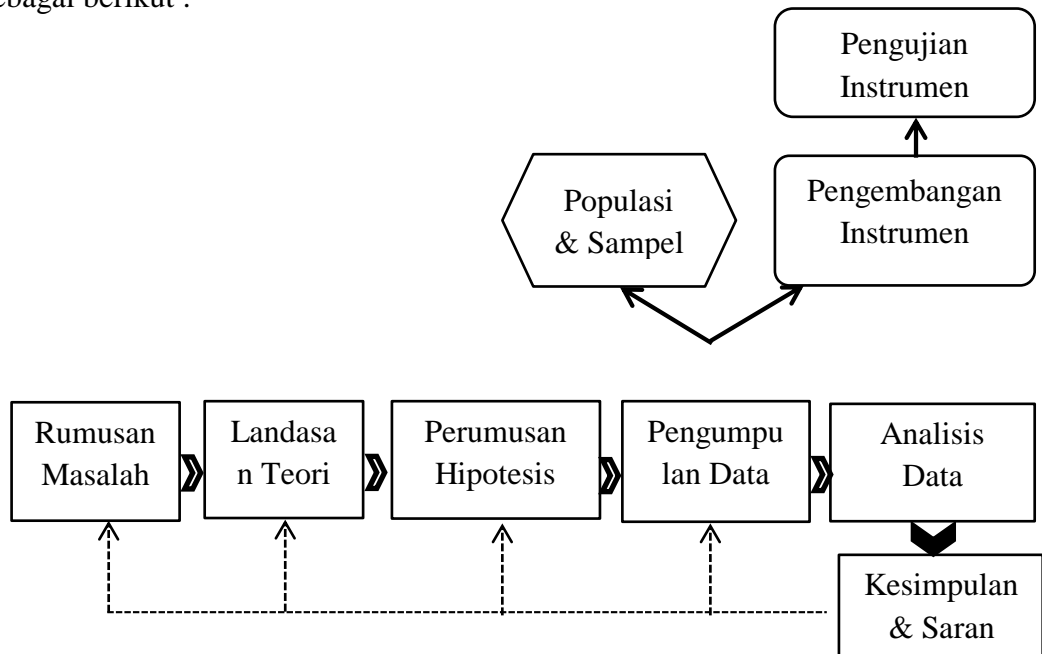 sebagai berikut :
Pengujian
Instrumen
Populasi
& Sampel
Pengembangan
Instrumen
Rumusan
Masalah
Landasa
n Teori
Perumusan
Hipotesis
Pengumpu
lan Data
Analisis
Data
Kesimpulan
& Saran